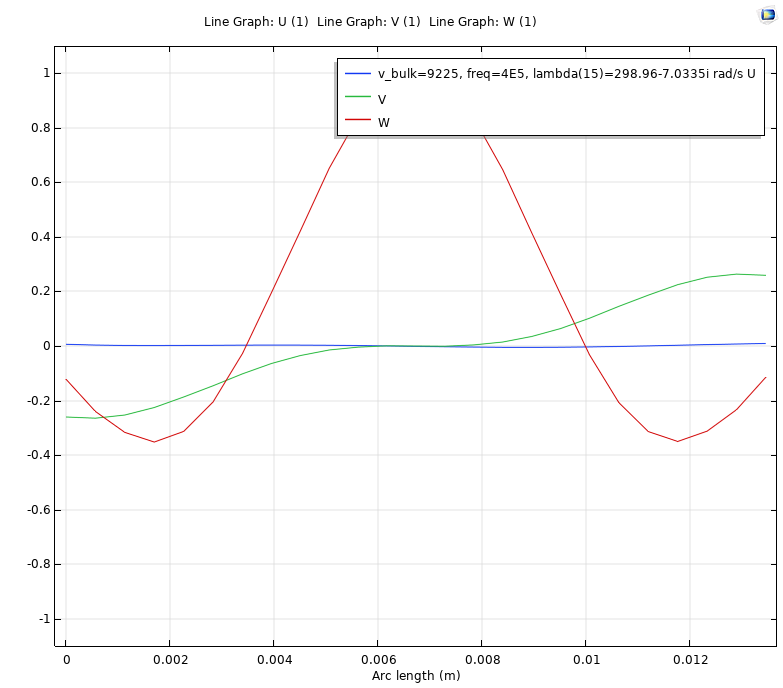 Line Graph: U (1)  Line Graph: V (1)  Line Graph: W (1)
v_bulk=9225, freq=4E5, lambda(15)=298.96-7.0335i rad/s U
V
W
1
0.8
0.6
0.4
0.2
0
-0.2
-0.4
-0.6
-0.8
-1
0 0.002 0.004 0.006 0.008 0.01 0.012
Arc length (m)